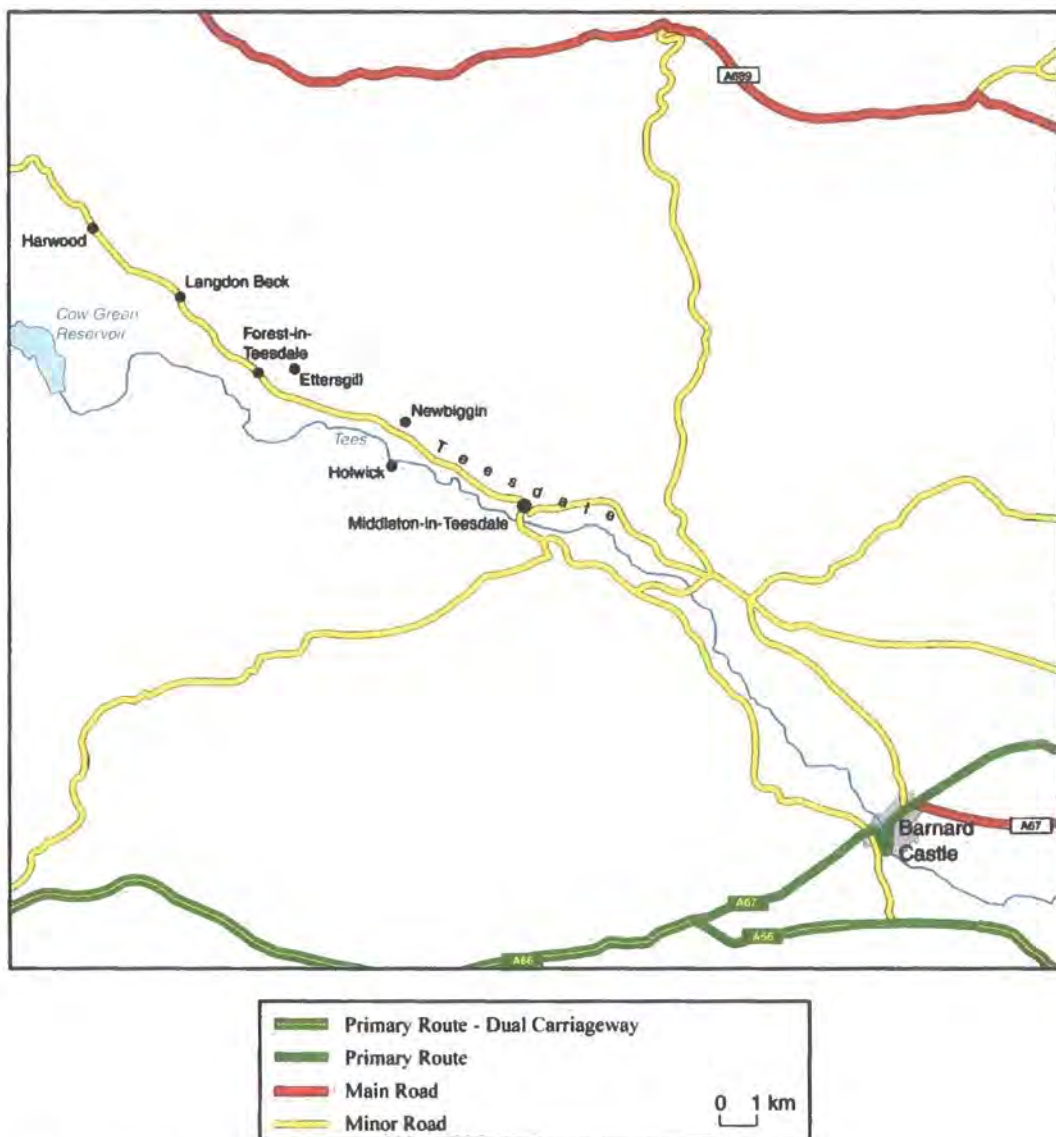 A689
Harwood
Langdon Beck
Cow Green
Reservoir
Forest-in-
Teesdale
Ettersgill
Newbiggin
Tees
Holwick
Teesdale
Middleton-in-Teesdale
Barnard
Castle
A67
A67
A66
A66
Primary Route - Dual Carriageway
Primary Route
Main Road
0 1 km
Minor Road